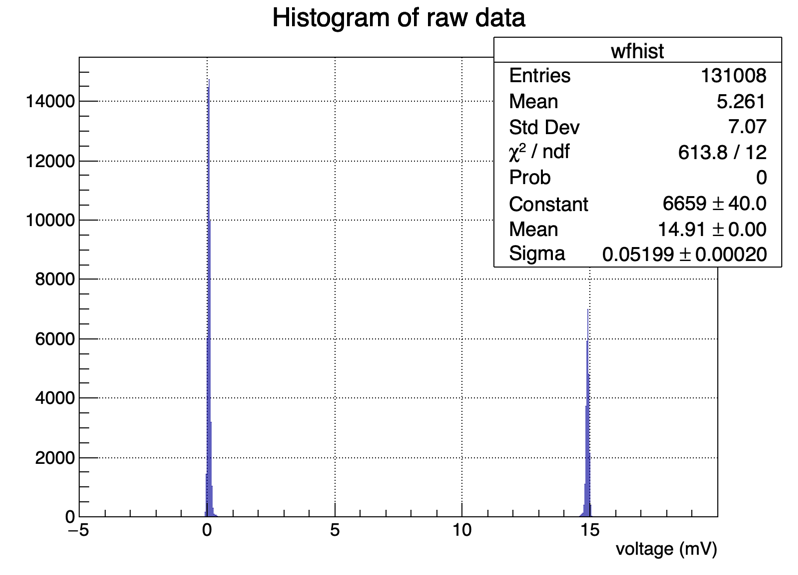 Histogram of raw data
wfhist
Entries 131008
Mean 5.261
Std Dev 7.07
χ² / ndf 613.8 / 12
Prob 0
Constant 6659 ± 40.0
Mean 14.91 ± 0.00
Sigma 0.05199 ± 0.00020
14000
12000
10000
8000
6000
4000
2000
0
−5 0 5 10 15
voltage (mV)